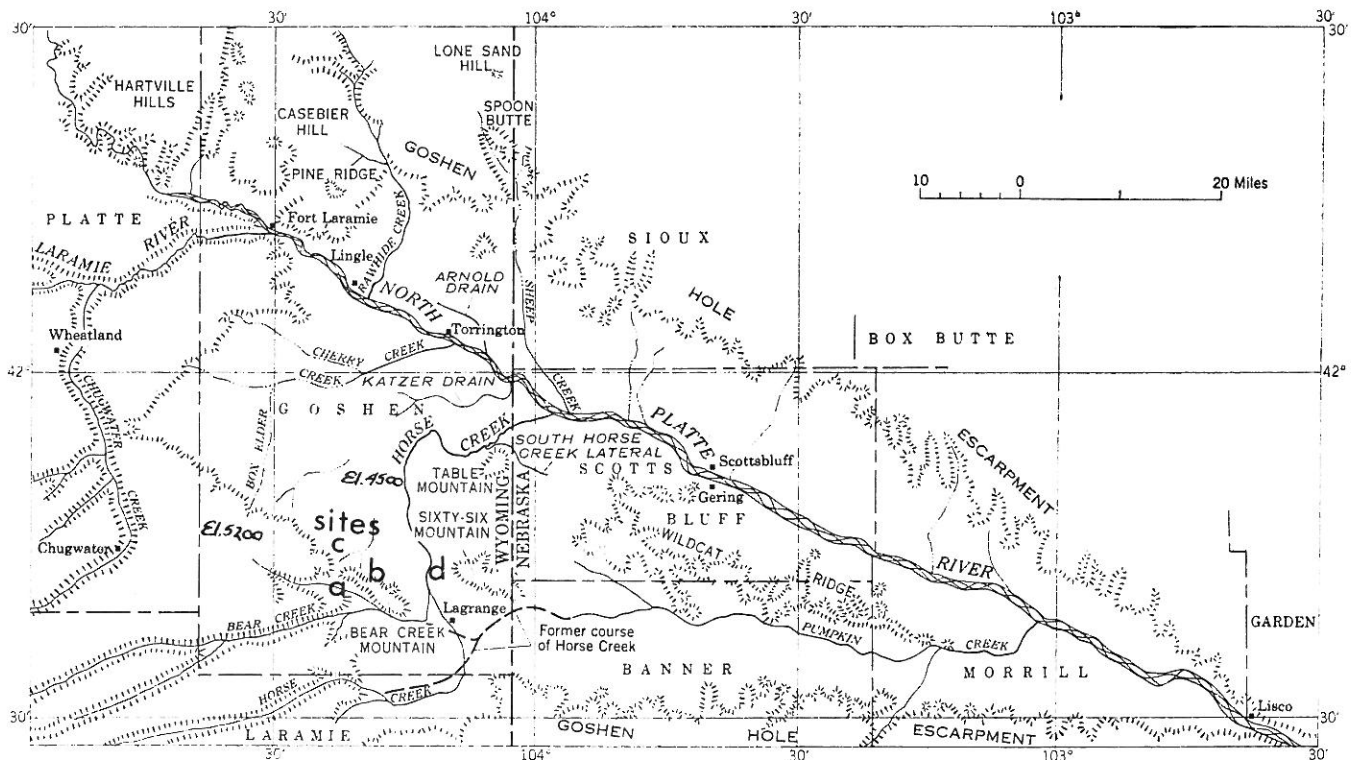 30' 30' 104° 30' 103° 30'
HARTVILLE
HILLS
LONE SAND
HILL
CASEBIER
HILL
SPOON
BUTTE
GOSHEN
PINE RIDGE
10 0 1 20 Miles
PLATTE
LARAMIE RIVER
Fort Laramie
RAWHIDE CREEK
Lingle
SIOUX
ARNOLD
DRAIN
NORTH
SHEEP
CREEK
HOLE
Torrington
Wheatland
BOX BUTTE
CHERRY CREEK
42° 42°
CREEK
KATZER DRAIN
CHUGWATER
CREEK
GOSHEN
PLATTE
HORSE
CREEK
SOUTH HORSE
CREEK LATERAL
ESCARPMENT
BOX ELDER
SCOTTS
Scottsbluff
El. 4500
TABLE
MOUNTAIN
Gering
El. 5200
sites
SIXTY-SIX
MOUNTAIN
WYOMING
NEBRASKA
BLUFF
Chugwater
c
WILDCAT
RIDGE
b
d
RIVER
a
Lagrange
BEAR CREEK
BEAR CREEK
MOUNTAIN
Former course
of Horse Creek
PUMPKIN CREEK
GARDEN
BANNER
MORRILL
HORSE CREEK
Lisco
30' 30'
LARAMIE
GOSHEN HOLE ESCARPMENT
30' 104° 30' 103° 30'